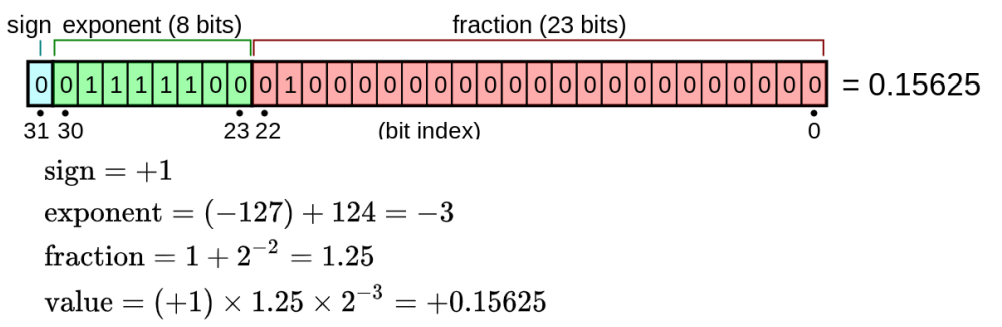 sign exponent (8 bits) fraction (23 bits)
0 0 1 1 1 1 1 0 0 0 1 0 0 0 0 0 0 0 0 0 0 0 0 0 0 0 0 0 0 0 0 0 = 0.15625
31 30 23 22 (bit index) 0
sign = +1
exponent = (−127) + 124 = −3
fraction = 1 + 2⁻² = 1.25
value = (+1) × 1.25 × 2⁻³ = +0.15625